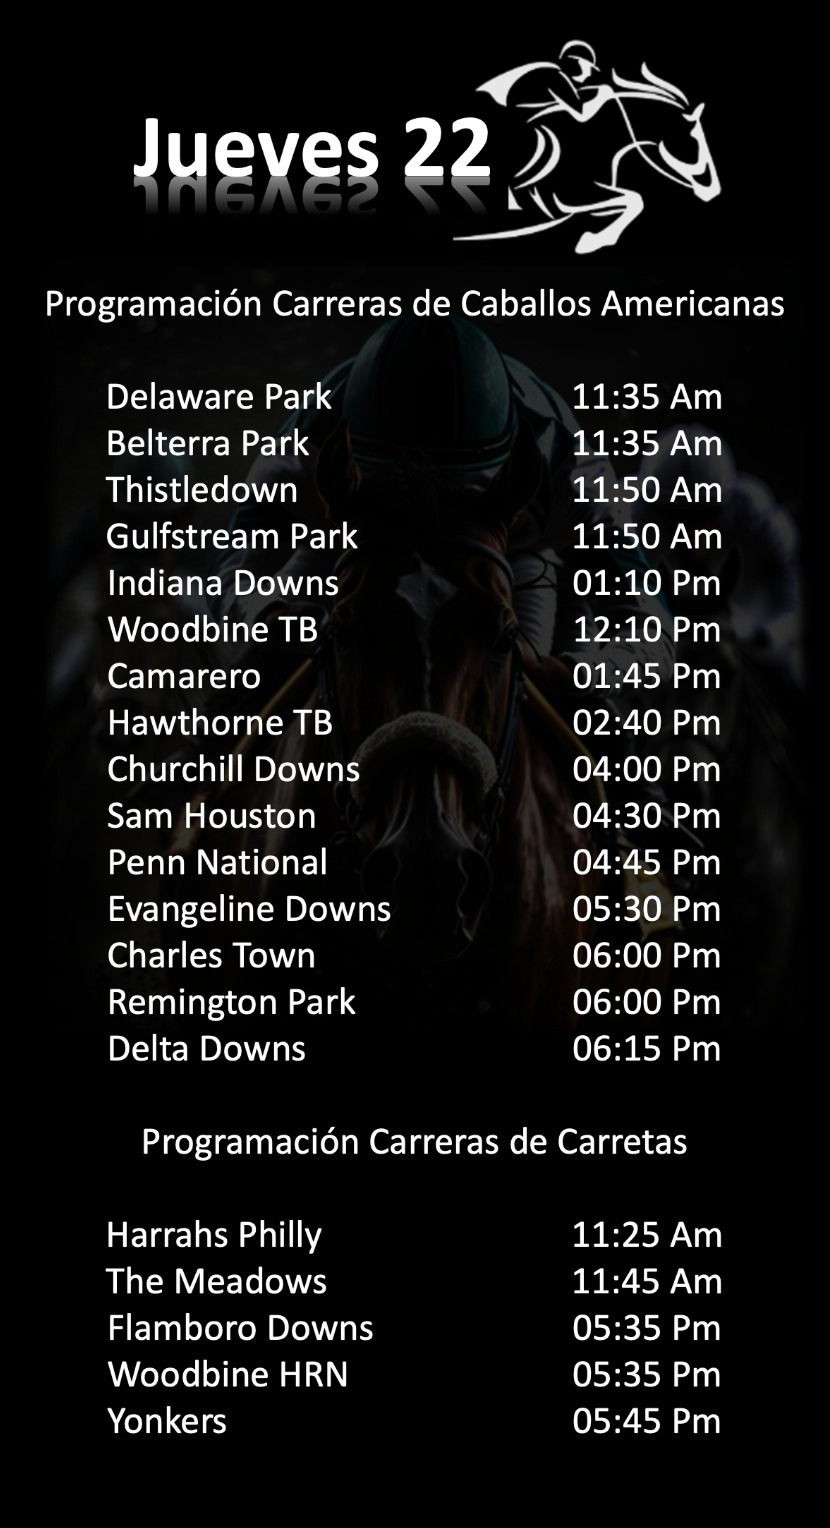 Jueves 22
Programación Carreras de Caballos Americanas
Delaware Park 11:35 Am
Belterra Park 11:35 Am
Thistledown 11:50 Am
Gulfstream Park 11:50 Am
Indiana Downs 01:10 Pm
Woodbine TB 12:10 Pm
Camarero 01:45 Pm
Hawthorne TB 02:40 Pm
Churchill Downs 04:00 Pm
Sam Houston 04:30 Pm
Penn National 04:45 Pm
Evangeline Downs 05:30 Pm
Charles Town 06:00 Pm
Remington Park 06:00 Pm
Delta Downs 06:15 Pm
Programación Carreras de Carretas
Harrahs Philly 11:25 Am
The Meadows 11:45 Am
Flamboro Downs 05:35 Pm
Woodbine HRN 05:35 Pm
Yonkers 05:45 Pm